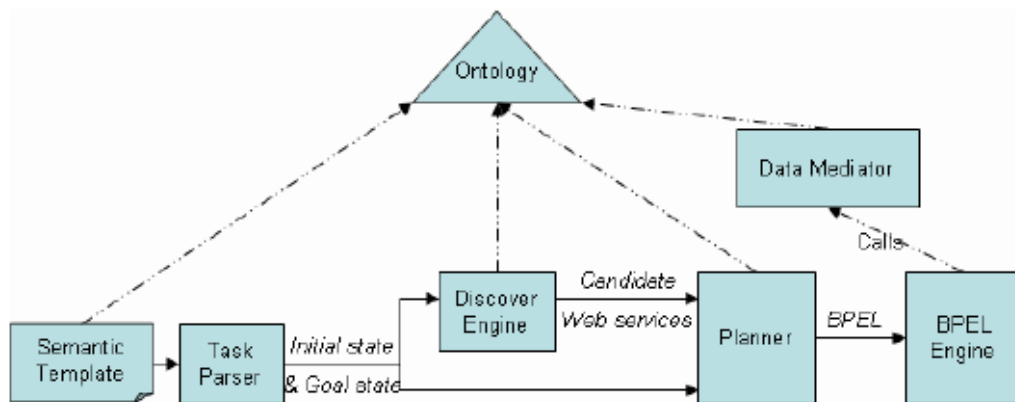 Ontology
Data Mediator
Calls
Semantic
Template
Task
Parser
Initial state
& Goal state
Discover
Engine
Candidate
Web services
Planner
BPEL
BPEL
Engine